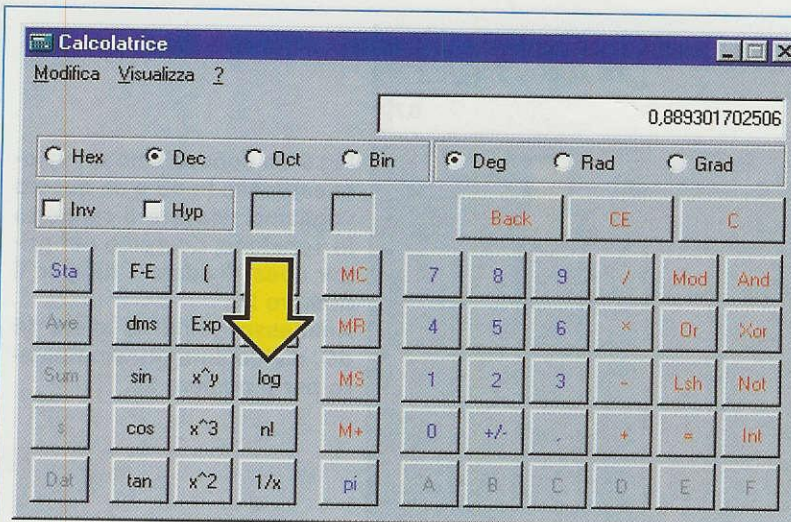 Calcolatrice
Modifica Visualizza ?
0,889301702506
Hex Dec Oct Bin Deg Rad Grad
Inv Hyp Back CE C
Sta F-E ( MC 7 8 9 / Mod And
Ave dms Exp MR 4 5 6 * Or Xor
Sum sin x^y log MS 1 2 3 - Lsh Not
s cos x^3 n! M+ 0 +/- , + = Int
Dat tan x^2 1/x pi A B C D E F